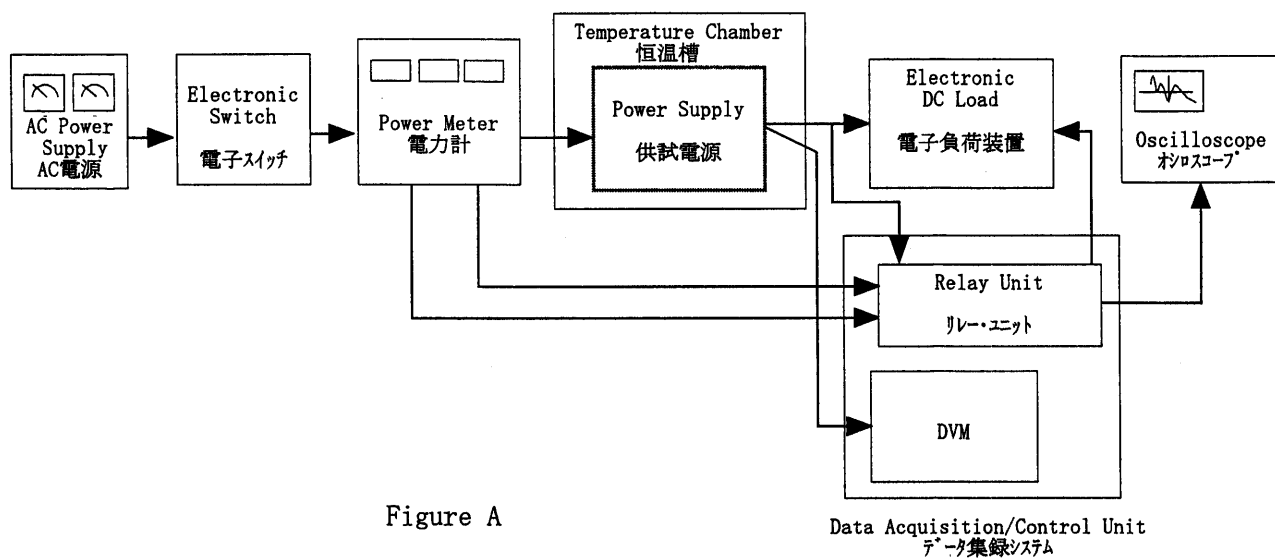 AC Power
Supply
AC電源
Electronic
Switch
電子スイッチ
Power Meter
電力計
Temperature Chamber
恒温槽
Power Supply
供試電源
Electronic
DC Load
電子負荷装置
Oscilloscope
ｵｼﾛｽｺｰﾌﾟ
Relay Unit
ﾘﾚｰ・ﾕﾆｯﾄ
DVM
Data Acquisition/Control Unit
ﾃﾞｰﾀ集録ｼｽﾃﾑ
Figure A